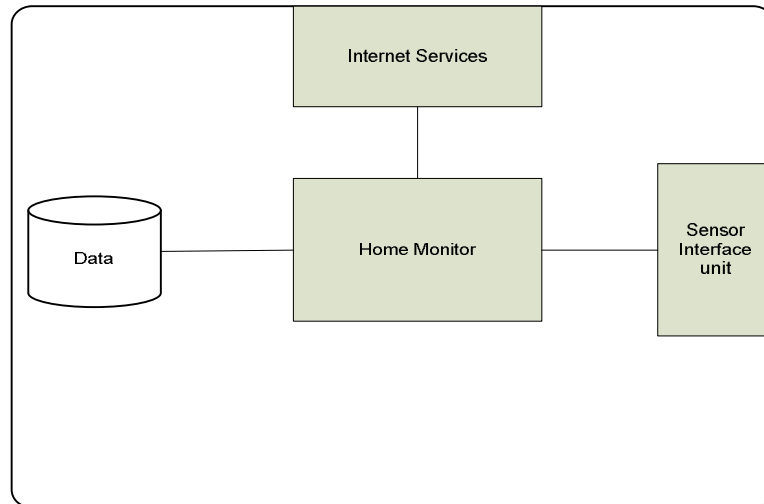 Internet Services
Data
Home Monitor
Sensor
Interface
unit